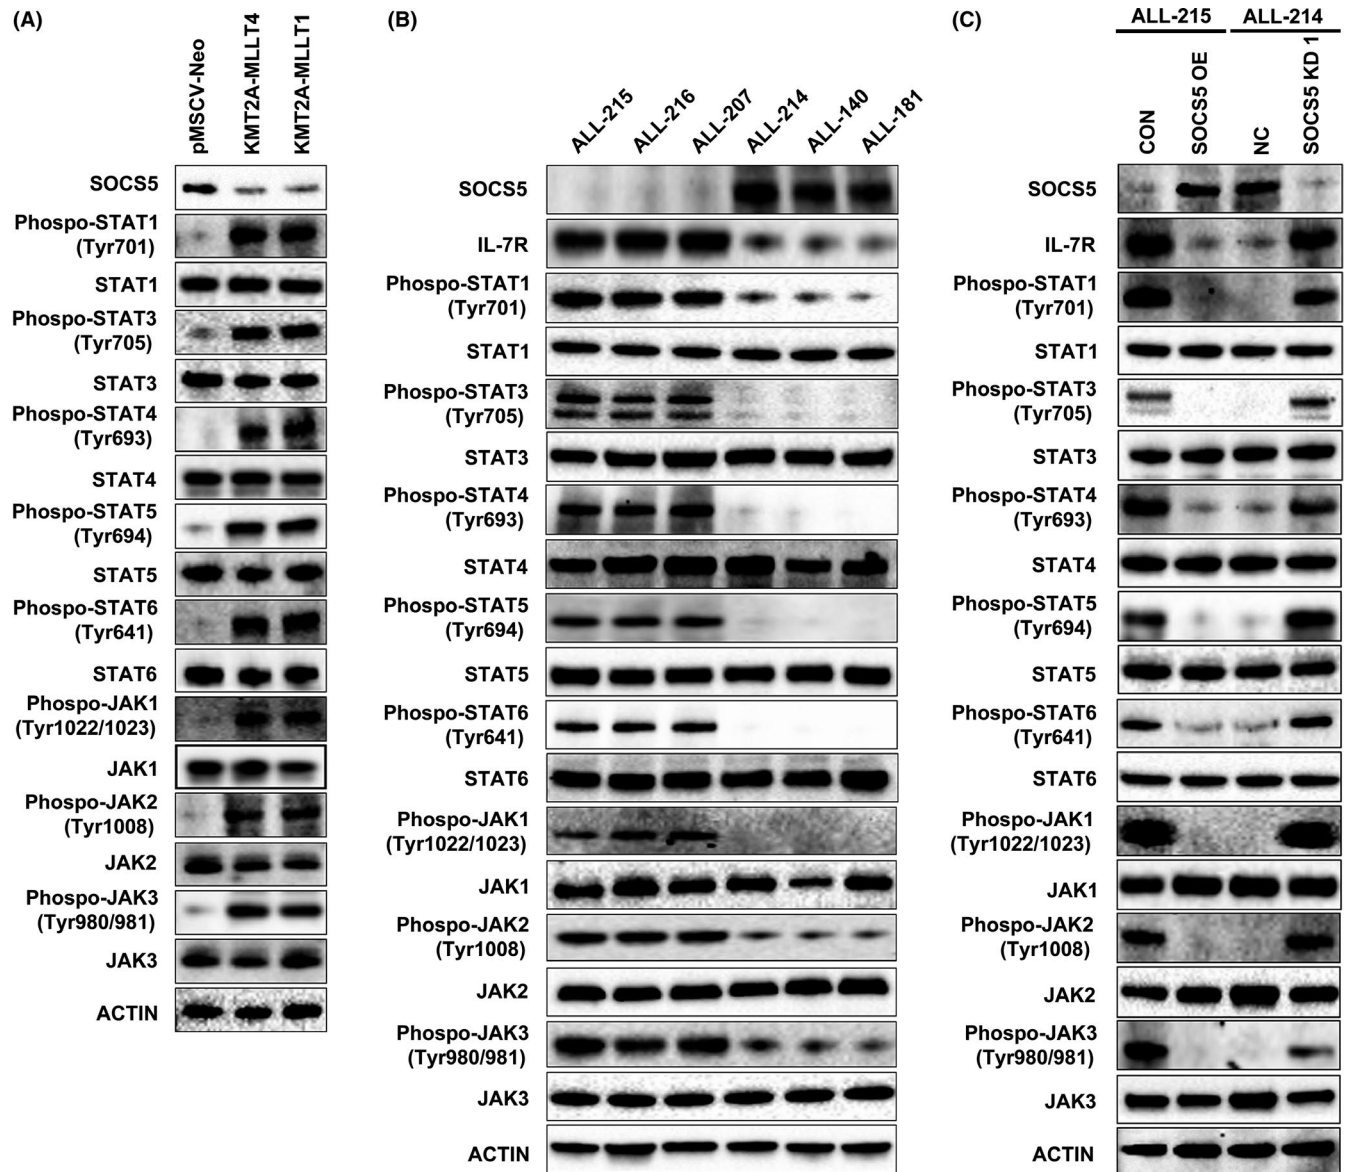 (A)
pMSCV-Neo
KMT2A-MLLT4
KMT2A-MLLT1
SOCS5
Phospo-STAT1
(Tyr701)
STAT1
Phospo-STAT3
(Tyr705)
STAT3
Phospo-STAT4
(Tyr693)
STAT4
Phospo-STAT5
(Tyr694)
STAT5
Phospo-STAT6
(Tyr641)
STAT6
Phospo-JAK1
(Tyr1022/1023)
JAK1
Phospo-JAK2
(Tyr1008)
JAK2
Phospo-JAK3
(Tyr980/981)
JAK3
ACTIN
(B)
ALL-215
ALL-216
ALL-207
ALL-214
ALL-140
ALL-181
SOCS5
IL-7R
Phospo-STAT1
(Tyr701)
STAT1
Phospo-STAT3
(Tyr705)
STAT3
Phospo-STAT4
(Tyr693)
STAT4
Phospo-STAT5
(Tyr694)
STAT5
Phospo-STAT6
(Tyr641)
STAT6
Phospo-JAK1
(Tyr1022/1023)
JAK1
Phospo-JAK2
(Tyr1008)
JAK2
Phospo-JAK3
(Tyr980/981)
JAK3
ACTIN
(C)
ALL-215
ALL-214
CON
SOCS5 OE
NC
SOCS5 KD 1
SOCS5
IL-7R
Phospo-STAT1
(Tyr701)
STAT1
Phospo-STAT3
(Tyr705)
STAT3
Phospo-STAT4
(Tyr693)
STAT4
Phospo-STAT5
(Tyr694)
STAT5
Phospo-STAT6
(Tyr641)
STAT6
Phospo-JAK1
(Tyr1022/1023)
JAK1
Phospo-JAK2
(Tyr1008)
JAK2
Phospo-JAK3
(Tyr980/981)
JAK3
ACTIN